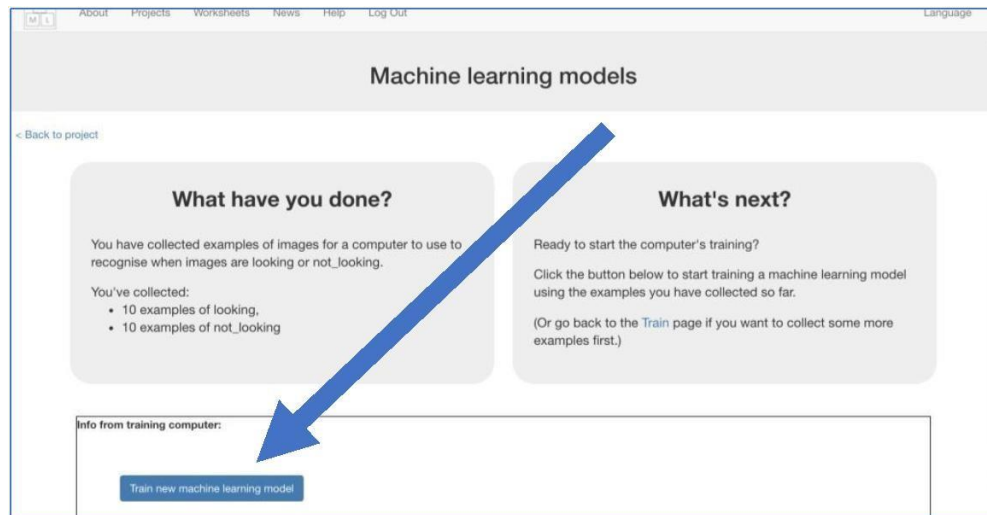 ML About Projects Worksheets News Help Log Out Language
Machine learning models
< Back to project
What have you done?
You have collected examples of images for a computer to use to
recognise when images are looking or not_looking.
You've collected:
• 10 examples of looking,
• 10 examples of not_looking
What's next?
Ready to start the computer's training?
Click the button below to start training a machine learning model
using the examples you have collected so far.
(Or go back to the Train page if you want to collect some more
examples first.)
Info from training computer:
Train new machine learning model